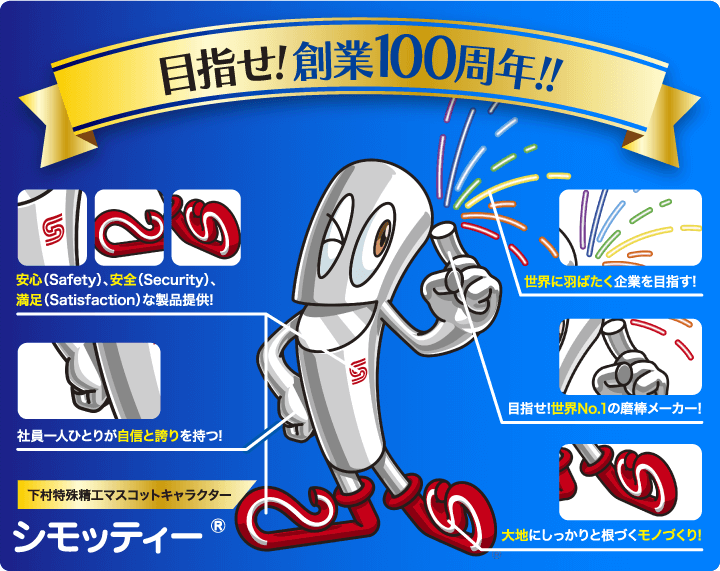 目指せ!創業100周年!!
安心(Safety)、安全(Security)、
満足(Satisfaction)な製品提供!
世界に羽ばたく企業を目指す!
社員一人ひとりが自信と誇りを持つ!
目指せ!世界No.1の磨棒メーカー!
下村特殊精工マスコットキャラクター
シモッティー®
大地にしっかりと根づくモノづくり!